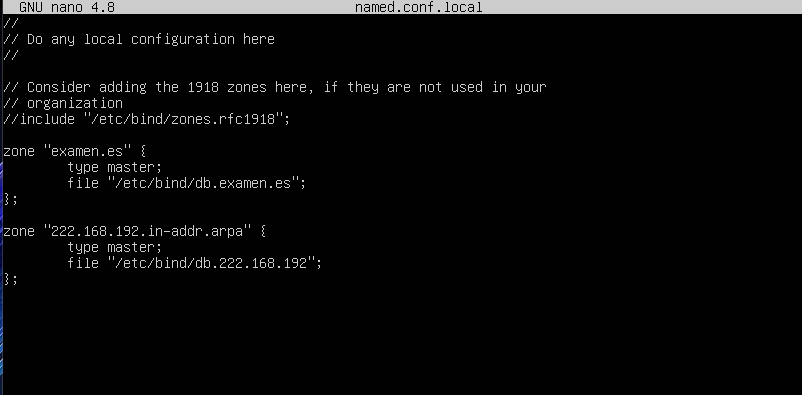 GNU nano 4.8 named.conf.local
//
// Do any local configuration here
//
// Consider adding the 1918 zones here, if they are not used in your
// organization
//include "/etc/bind/zones.rfc1918";
zone "examen.es" {
type master;
file "/etc/bind/db.examen.es";
};
zone "222.168.192.in-addr.arpa" {
type master;
file "/etc/bind/db.222.168.192";
};